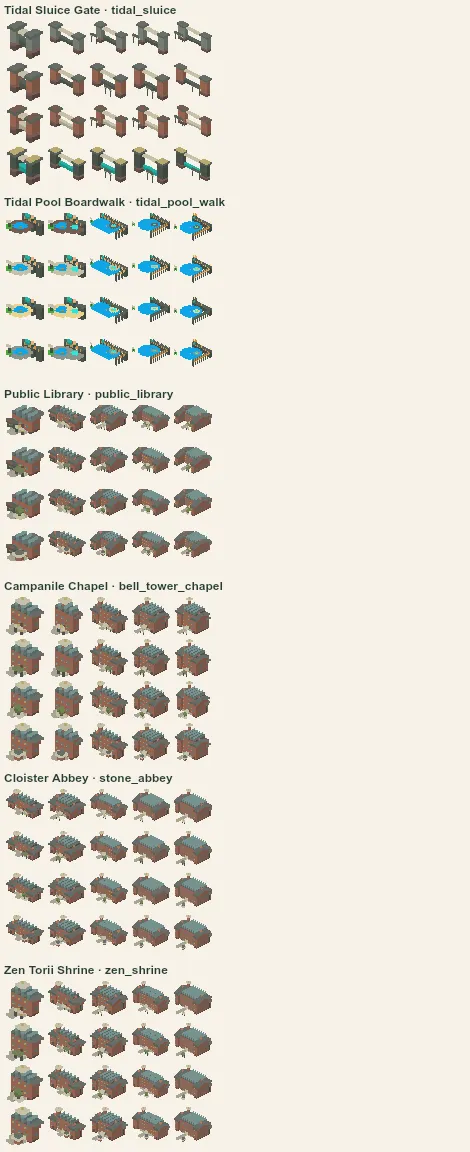 Tidal Sluice Gate · tidal_sluice
Tidal Pool Boardwalk · tidal_pool_walk
Public Library · public_library
Campanile Chapel · bell_tower_chapel
Cloister Abbey · stone_abbey
Zen Torii Shrine · zen_shrine